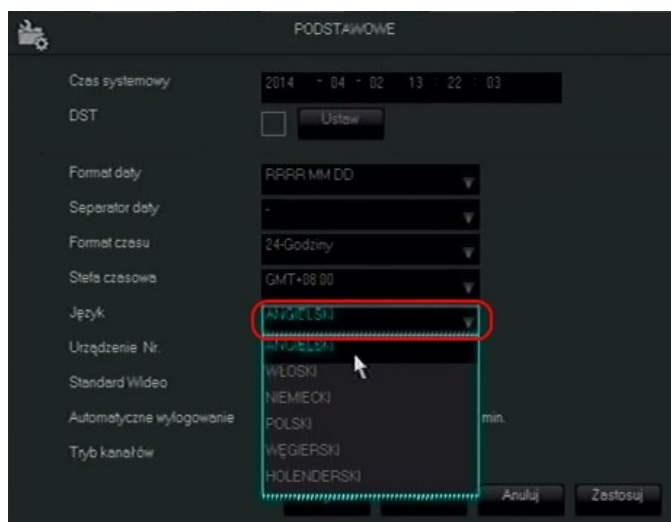 PODSTAWOWE
Czas systemowy 2014 - 04 - 02 13 : 22 : 03
DST Ustaw
Format daty RRRR MM DD
Separator daty -
Format czasu 24-Godziny
Stefa czasowa GMT+08:00
Język ANGIELSKI
Urządzenie Nr. ANGIELSKI
WŁOSKI
Standard Wideo
NIEMIECKI
Automatyczne wylogowanie POLSKI min.
Tryb kanałów WĘGIERSKI
HOLENDERSKI
Anuluj Zastosuj